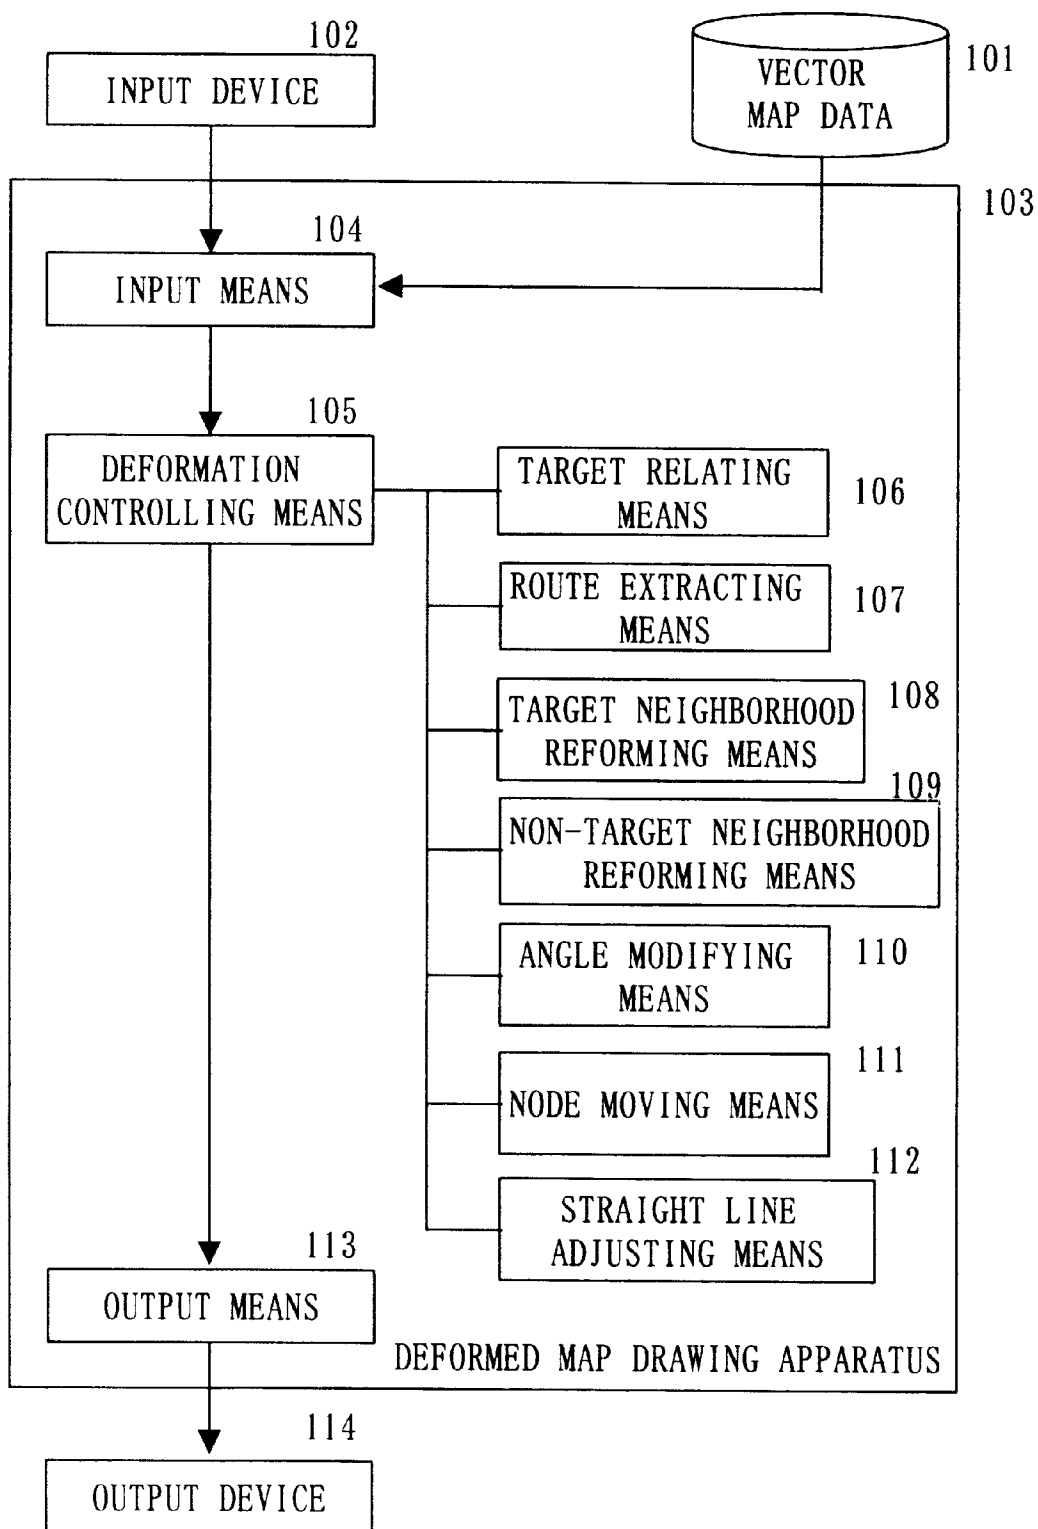 102
INPUT DEVICE
VECTOR
MAP DATA
101
103
104
INPUT MEANS
105
DEFORMATION
CONTROLLING MEANS
TARGET RELATING
MEANS
106
ROUTE EXTRACTING
MEANS
107
108
TARGET NEIGHBORHOOD
REFORMING MEANS
109
NON-TARGET NEIGHBORHOOD
REFORMING MEANS
ANGLE MODIFYING
MEANS
110
111
NODE MOVING MEANS
112
STRAIGHT LINE
ADJUSTING MEANS
113
OUTPUT MEANS
DEFORMED MAP DRAWING APPARATUS
114
OUTPUT DEVICE